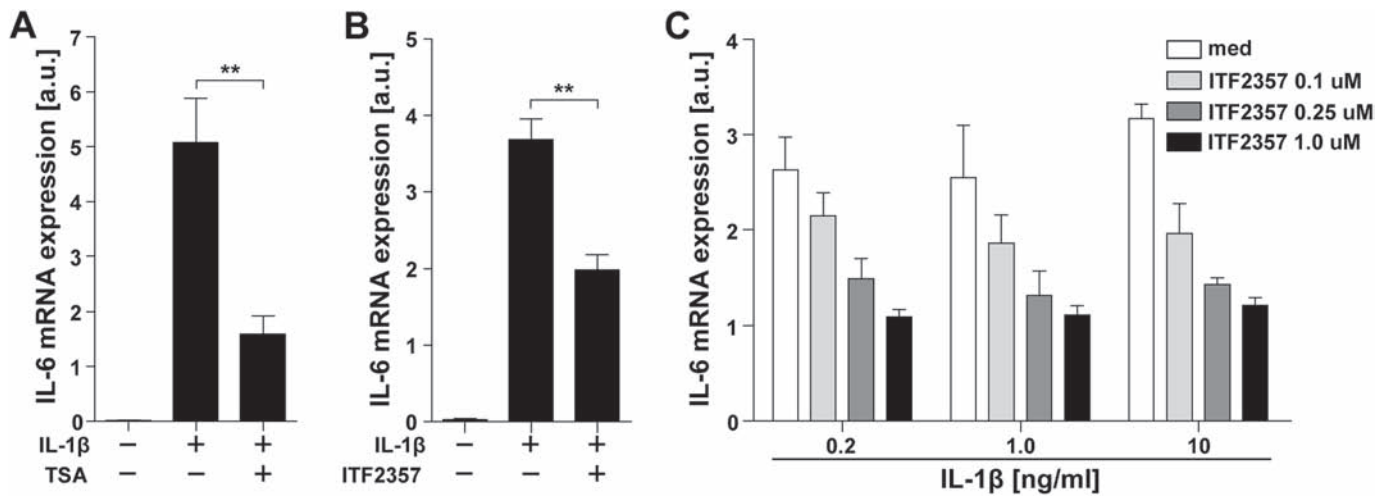 A
IL-6 mRNA expression [a.u.]
7
6
5
4
3
2
1
0
**
IL-1β – + +
TSA – – +
B
IL-6 mRNA expression [a.u.]
5
4
3
2
1
0
**
IL-1β – + +
ITF2357 – – +
C
IL-6 mRNA expression [a.u.]
4
3
2
1
0
med
ITF2357 0.1 uM
ITF2357 0.25 uM
ITF2357 1.0 uM
0.2 1.0 10
IL-1β [ng/ml]